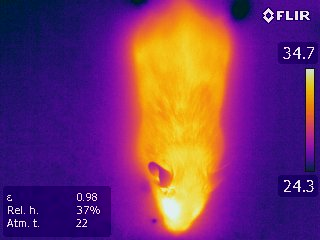 FLIR
34.7
24.3
ε 0.98
Rel. h. 37%
Atm. t. 22